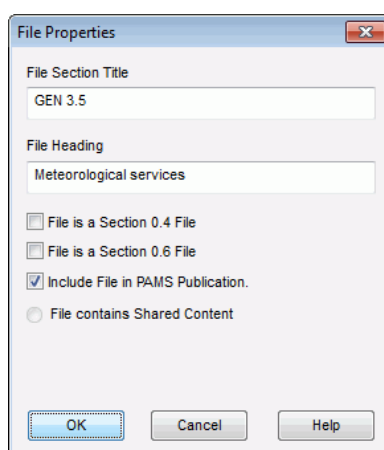 File Properties
File Section Title
GEN 3.5
File Heading
Meteorological services
File is a Section 0.4 File
File is a Section 0.6 File
Include File in PAMS Publication.
File contains Shared Content
OK Cancel Help